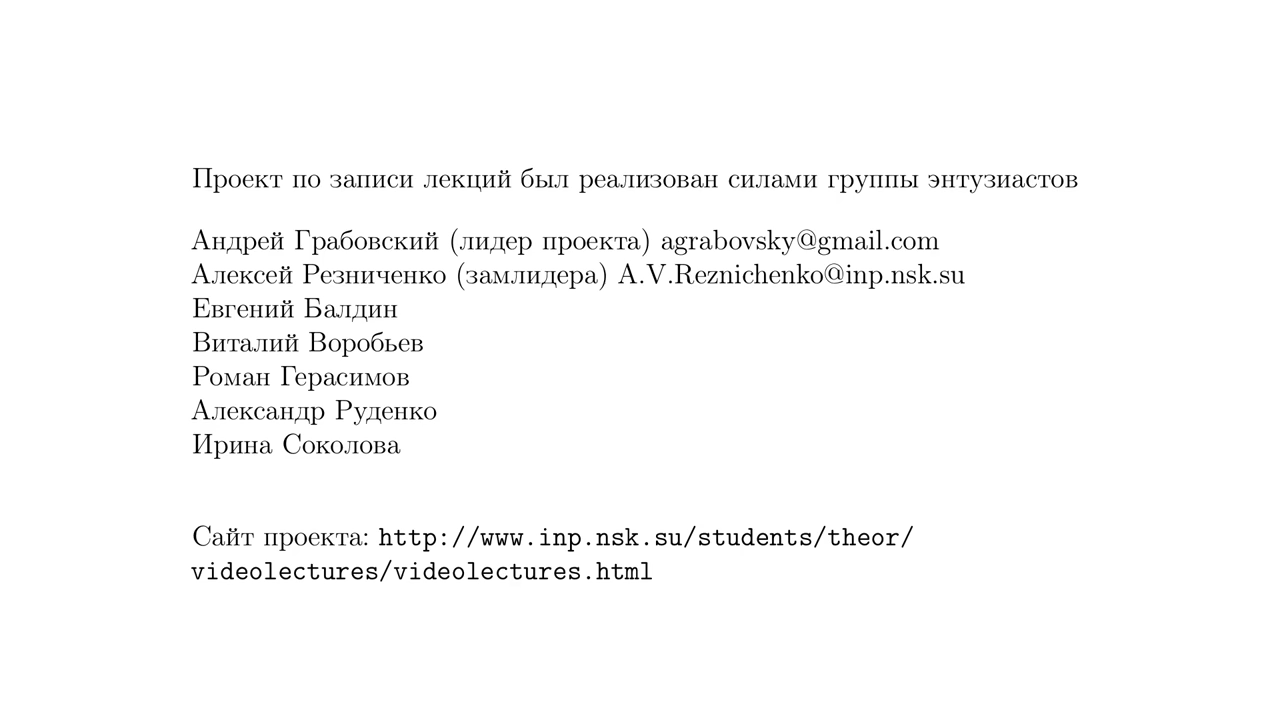 Проект по записи лекций был реализован силами группы энтузиастов
Андрей Грабовский (лидер проекта) agrabovsky@gmail.com
Алексей Резниченко (замлидера) A.V.Reznichenko@inp.nsk.su
Евгений Балдин
Виталий Воробьев
Роман Герасимов
Александр Руденко
Ирина Соколова
Сайт проекта: http://www.inp.nsk.su/students/theor/
videolectures/videolectures.html